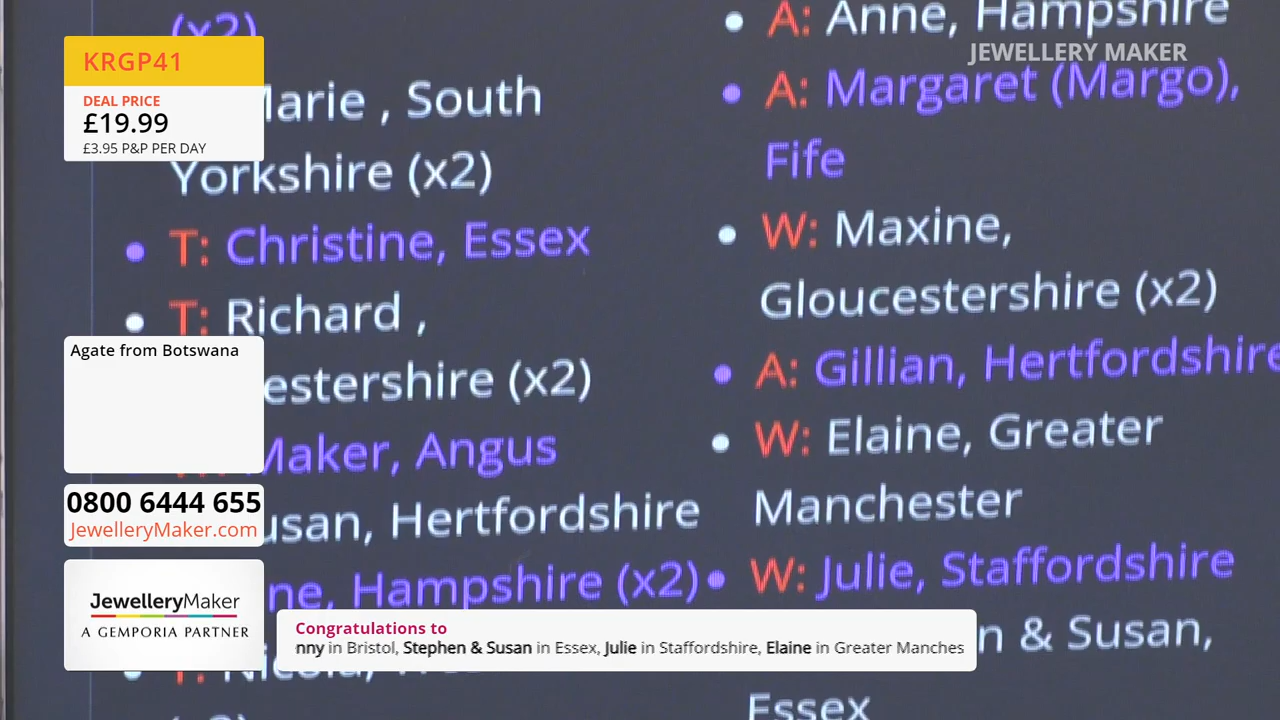 (x2)
A: Anne, Hampshire
JEWELLERY MAKER
KRGP41
DEAL PRICE
£19.99
£3.95 P&P PER DAY
Marie , South
Yorkshire (x2)
T: Christine, Essex
T: Richard ,
estershire (x2)
Maker, Angus
usan, Hertfordshire
ne, Hampshire (x2)
T: Nicola,
A: Margaret (Margo),
Fife
W: Maxine,
Gloucestershire (x2)
A: Gillian, Hertfordshire
W: Elaine, Greater
Manchester
W: Julie, Staffordshire
n & Susan,
Essex
Agate from Botswana
0800 6444 655
JewelleryMaker.com
JewelleryMaker
A GEMPORIA PARTNER
Congratulations to
nny in Bristol, Stephen & Susan in Essex, Julie in Staffordshire, Elaine in Greater Manches